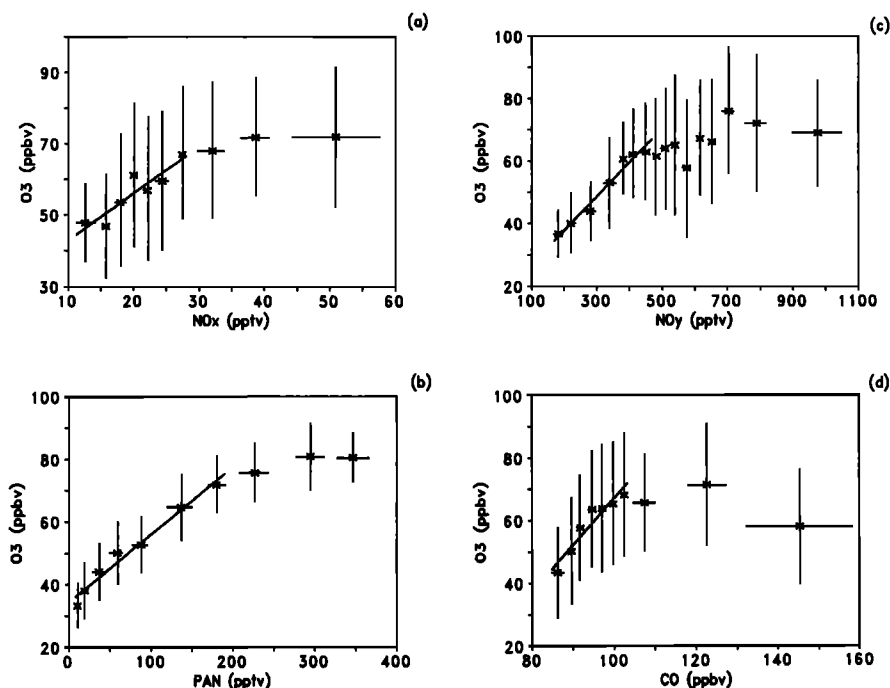 (a)
90
70
50
30
O3 (ppbv)
10 20 30 40 50 60
NOx (pptv)
(c)
100
80
60
40
20
O3 (ppbv)
100 300 500 700 900 1100
NOy (pptv)
(b)
100
80
60
40
20
O3 (ppbv)
0 100 200 300 400
PAN (pptv)
(d)
100
80
60
40
20
O3 (ppbv)
80 100 120 140 160
CO (ppbv)